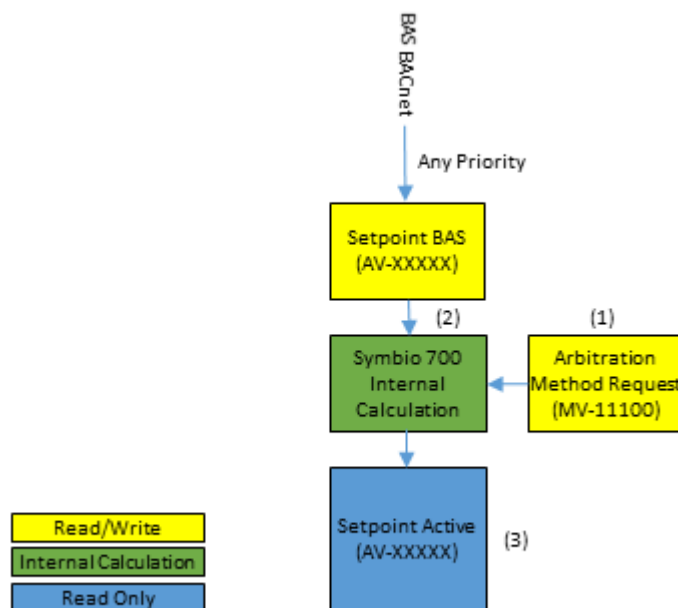 BAS BACnet
Any Priority
Setpoint BAS
(AV-XXXXX)
(2)
(1)
Symbio 700
Internal
Calculation
Arbitration
Method Request
(MV-11100)
Setpoint Active
(AV-XXXXX)
(3)
Read/Write
Internal Calculation
Read Only